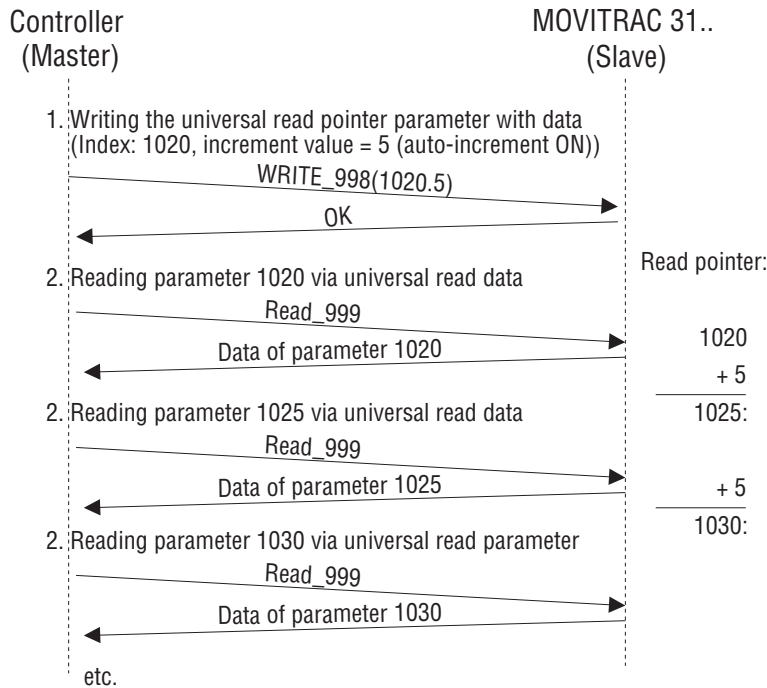 Controller
(Master)
MOVITRAC 31..
(Slave)
1. Writing the universal read pointer parameter with data
(Index: 1020, increment value = 5 (auto-increment ON))
WRITE_998(1020.5)
OK
Read pointer:
2. Reading parameter 1020 via universal read data
Read_999
1020
Data of parameter 1020
+ 5
2. Reading parameter 1025 via universal read data
1025:
Read_999
Data of parameter 1025
+ 5
1030:
2. Reading parameter 1030 via universal read parameter
Read_999
Data of parameter 1030
etc.